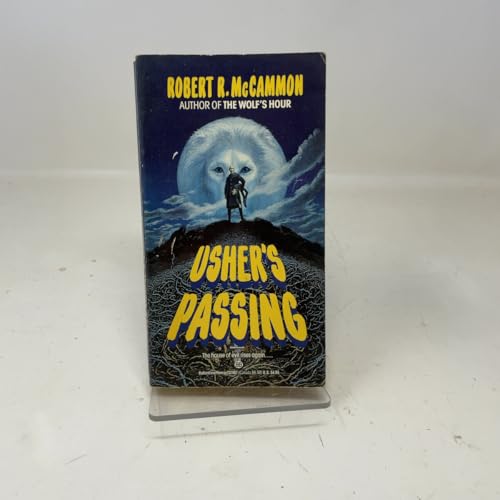 ROBERT R. McCAMMON
AUTHOR OF THE WOLF'S HOUR
USHER'S
PASSING
The house of evil rises again.